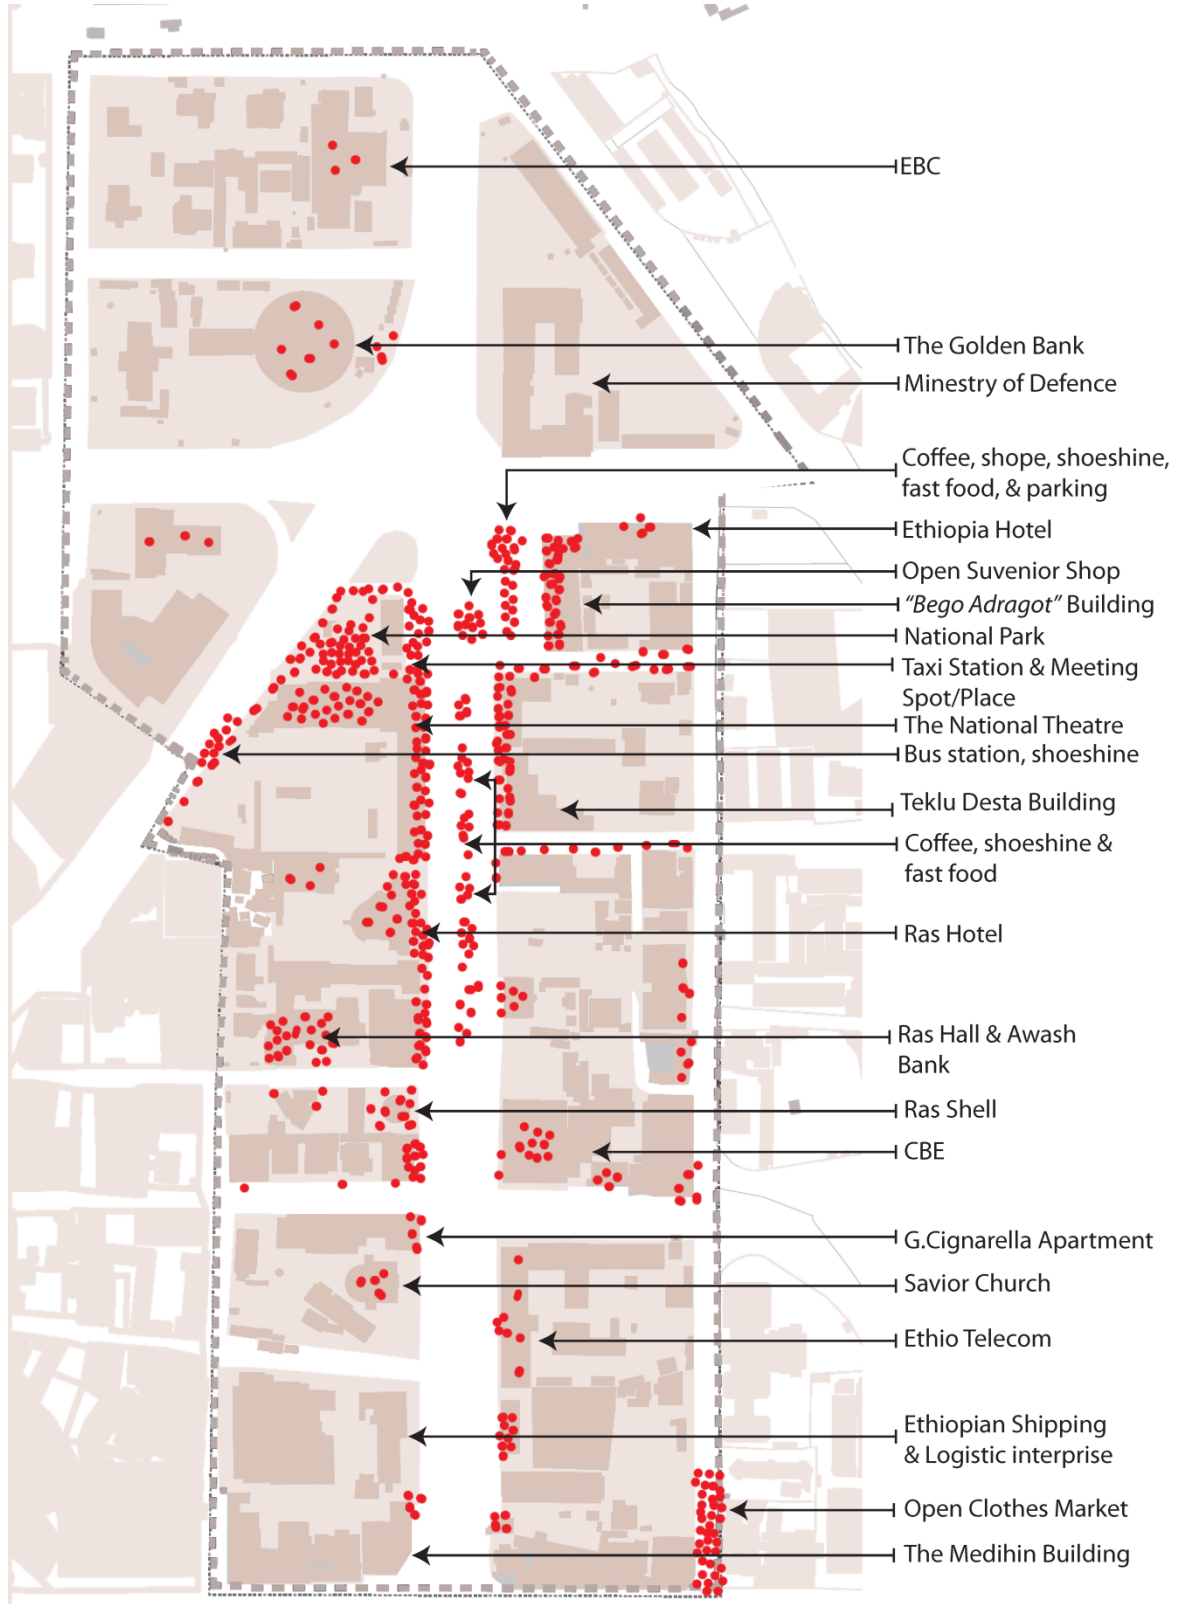 EBC
The Golden Bank
Minestry of Defence
Coffee, shope, shoeshine,
fast food, & parking
Ethiopia Hotel
Open Suvenior Shop
“Bego Adragot” Building
National Park
Taxi Station & Meeting
Spot/Place
The National Theatre
Bus station, shoeshine
Teklu Desta Building
Coffee, shoeshine &
fast food
Ras Hotel
Ras Hall & Awash
Bank
Ras Shell
CBE
G.Cignarella Apartment
Savior Church
Ethio Telecom
Ethiopian Shipping
& Logistic interprise
Open Clothes Market
The Medihin Building